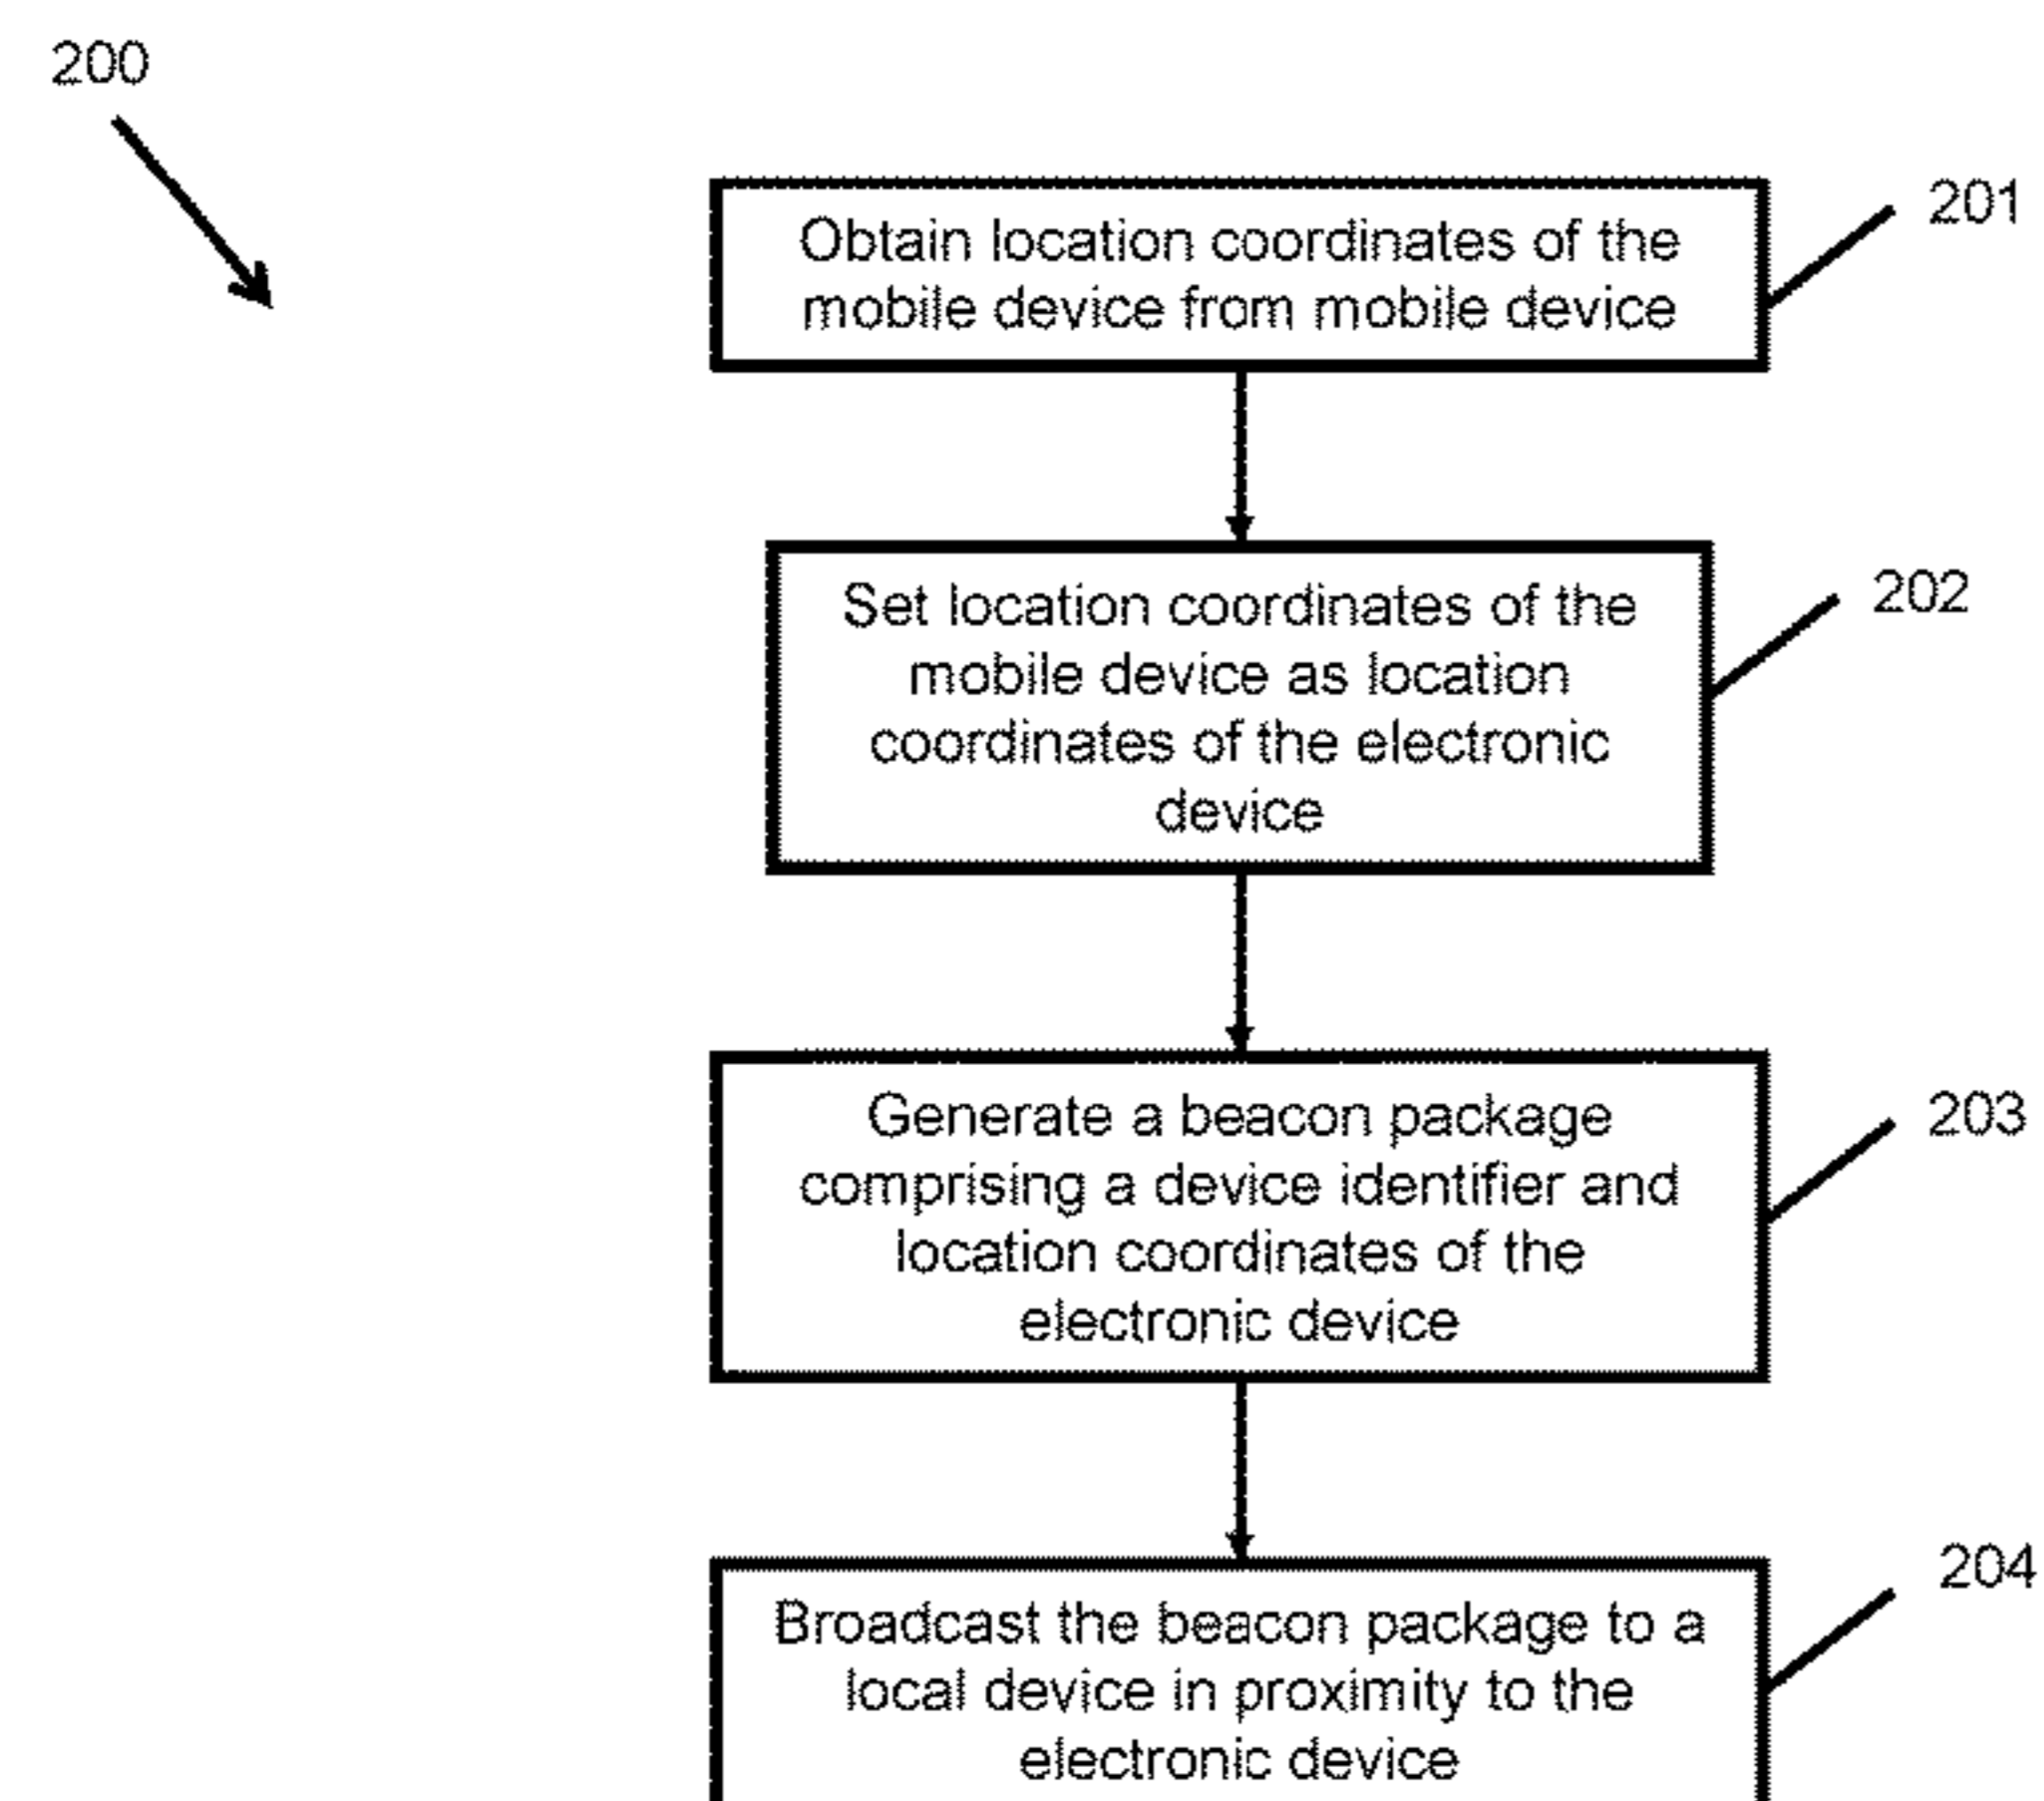 200
Obtain location coordinates of the
mobile device from mobile device
201
Set location coordinates of the
mobile device as location
coordinates of the electronic
device
202
Generate a beacon package
comprising a device identifier and
location coordinates of the
electronic device
203
Broadcast the beacon package to a
local device in proximity to the
electronic device
204